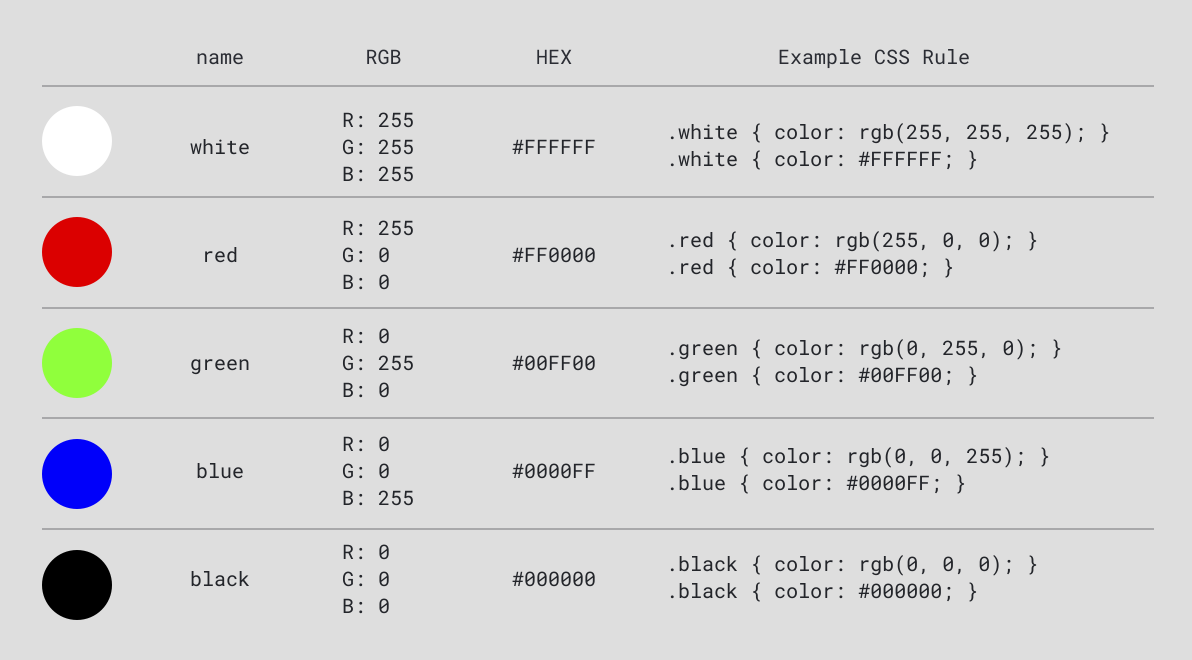 name RGB HEX Example CSS Rule
R: 255
G: 255
B: 255
white
#FFFFFF
.white { color: rgb(255, 255, 255); }
.white { color: #FFFFFF; }
R: 255
G: 0
B: 0
red
#FF0000
.red { color: rgb(255, 0, 0); }
.red { color: #FF0000; }
R: 0
G: 255
B: 0
green
#00FF00
.green { color: rgb(0, 255, 0); }
.green { color: #00FF00; }
R: 0
G: 0
B: 255
blue
#0000FF
.blue { color: rgb(0, 0, 255); }
.blue { color: #0000FF; }
R: 0
G: 0
B: 0
black
#000000
.black { color: rgb(0, 0, 0); }
.black { color: #000000; }